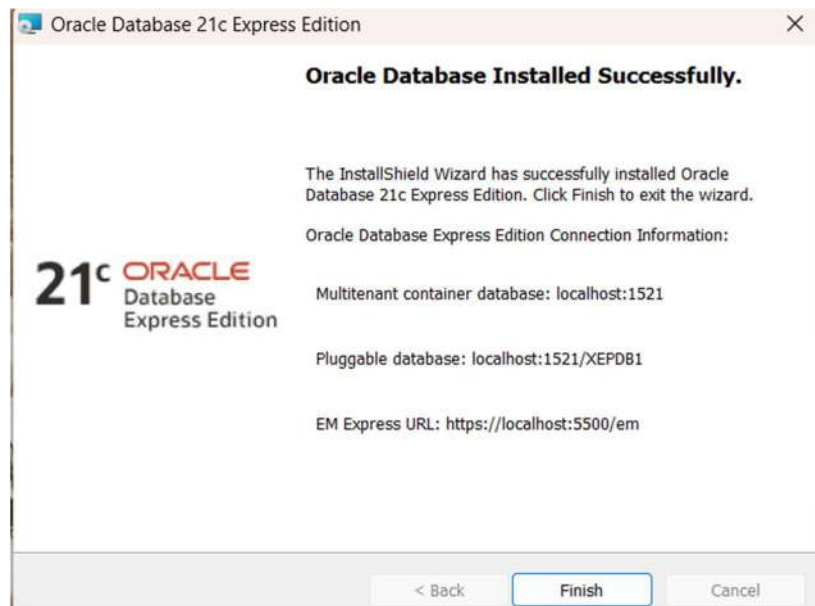 Oracle Database 21c Express Edition
Oracle Database Installed Successfully.
The InstallShield Wizard has successfully installed Oracle
Database 21c Express Edition. Click Finish to exit the wizard.
Oracle Database Express Edition Connection Information:
21c ORACLE
Database
Express Edition
Multitenant container database: localhost:1521
Pluggable database: localhost:1521/XEPDB1
EM Express URL: https://localhost:5500/em
< Back
Finish
Cancel